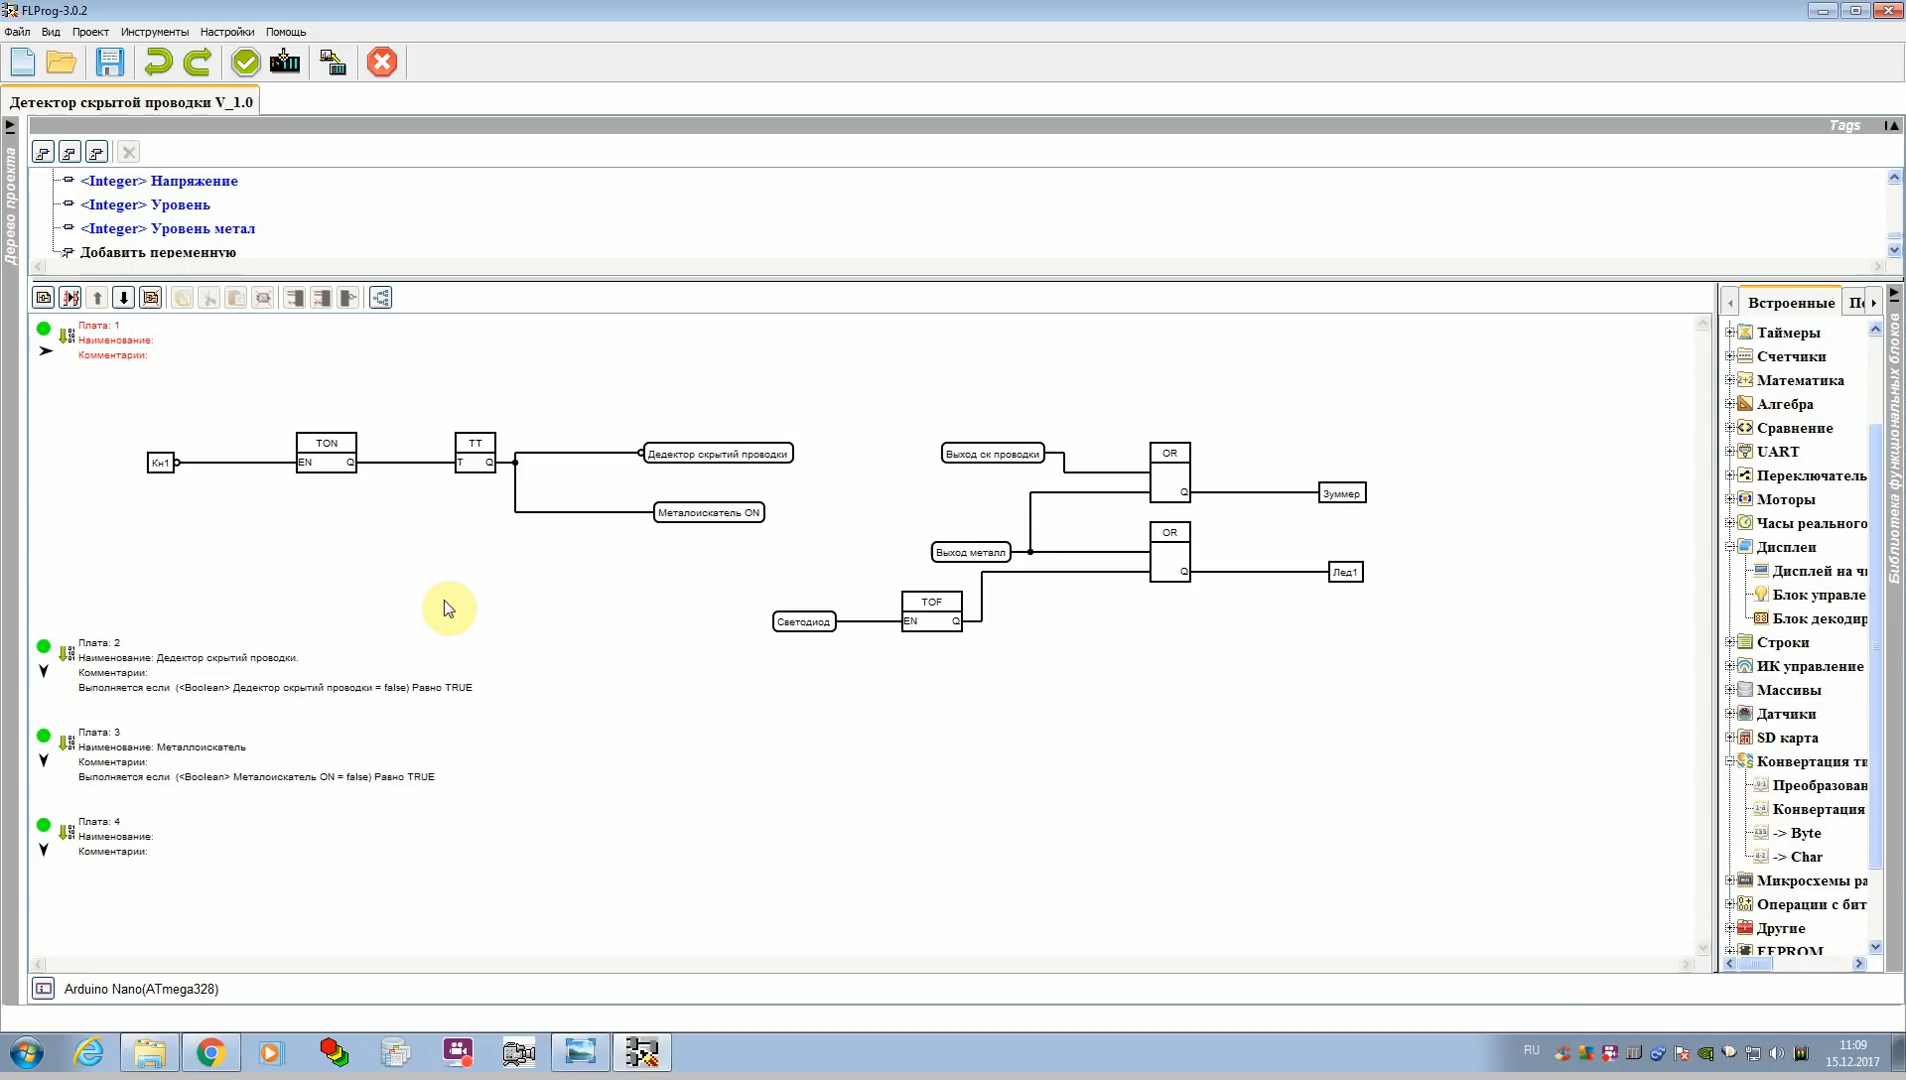 FLProg-3.0.2
Файл Вид Проект Инструменты Настройки Помощь
Детектор скрытой проводки V_1.0
Tags
Дерево проекта
<Integer> Напряжение
<Integer> Уровень
<Integer> Уровень метал
Добавить переменную
Плата: 1
Наименование:
Комментарии:
Кн1
TON
EN Q
TT
T Q
Дедектор скрытий проводки
Металоискатель ON
Выход ск проводки
OR
Q
Зуммер
Выход металл
OR
Q
Лед1
Светодиод
TOF
EN Q
Плата: 2
Наименование: Дедектор скрытий проводки.
Комментарии:
Выполняется если (<Boolean> Дедектор скрытий проводки = false) Равно TRUE
Плата: 3
Наименование: Металлоискатель
Комментарии:
Выполняется если (<Boolean> Металоискатель ON = false) Равно TRUE
Плата: 4
Наименование:
Комментарии:
Встроенные
Таймеры
Счетчики
Математика
Алгебра
Сравнение
UART
Переключатель
Моторы
Часы реального
Дисплеи
Дисплей на
Блок управле
Блок декодир
Строки
ИК управление
Массивы
Датчики
SD карта
Конвертация ти
Преобразован
Конвертация
-> Byte
-> Char
Микросхемы ра
Операции с бит
Другие
EEPROM
Библиотека функциональных блоков
Arduino Nano(ATmega328)
RU
11:09
15.12.2017